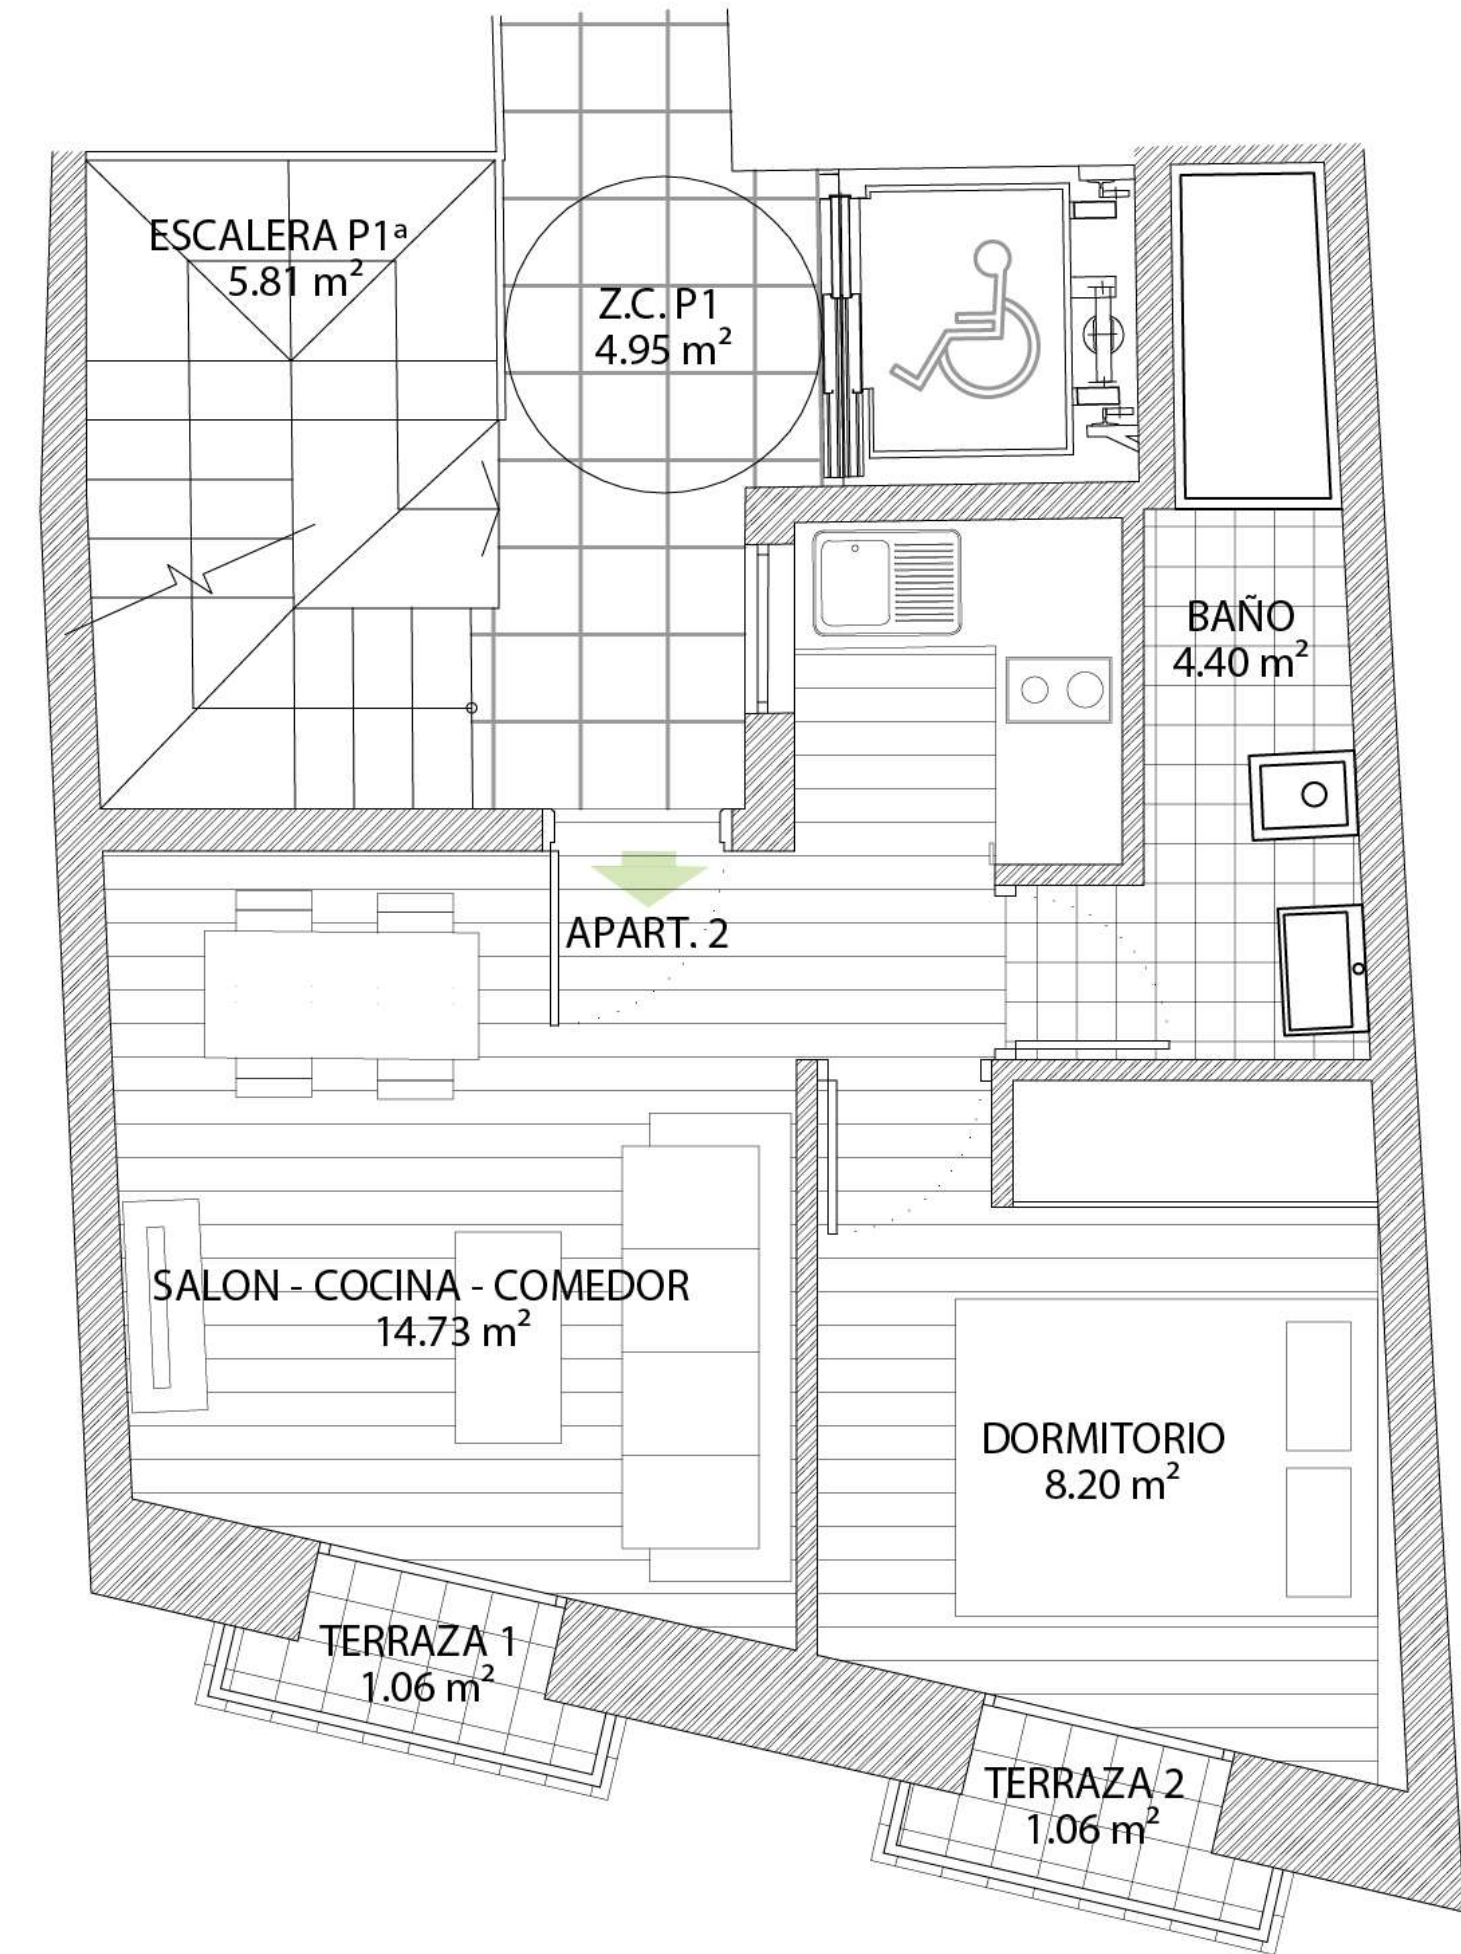 ESCALERA P1ª
5.81 m²
Z.C. P1
4.95 m²
BAÑO
4.40 m²
APART. 2
SALON - COCINA - COMEDOR
14.73 m²
DORMITORIO
8.20 m²
TERRAZA 1
1.06 m²
TERRAZA 2
1.06 m²